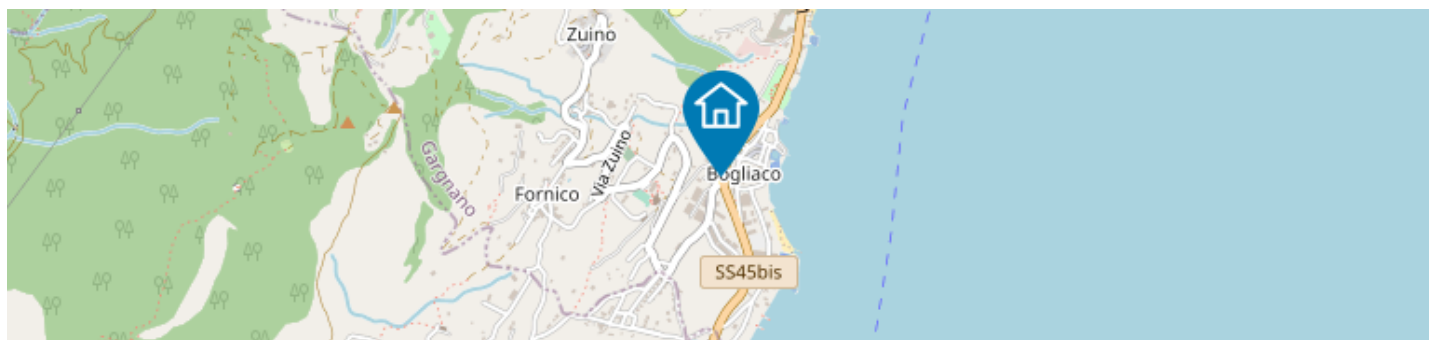 Zuino
Via Zuino
Gargnano
Bogliaco
Fornico
SS45bis